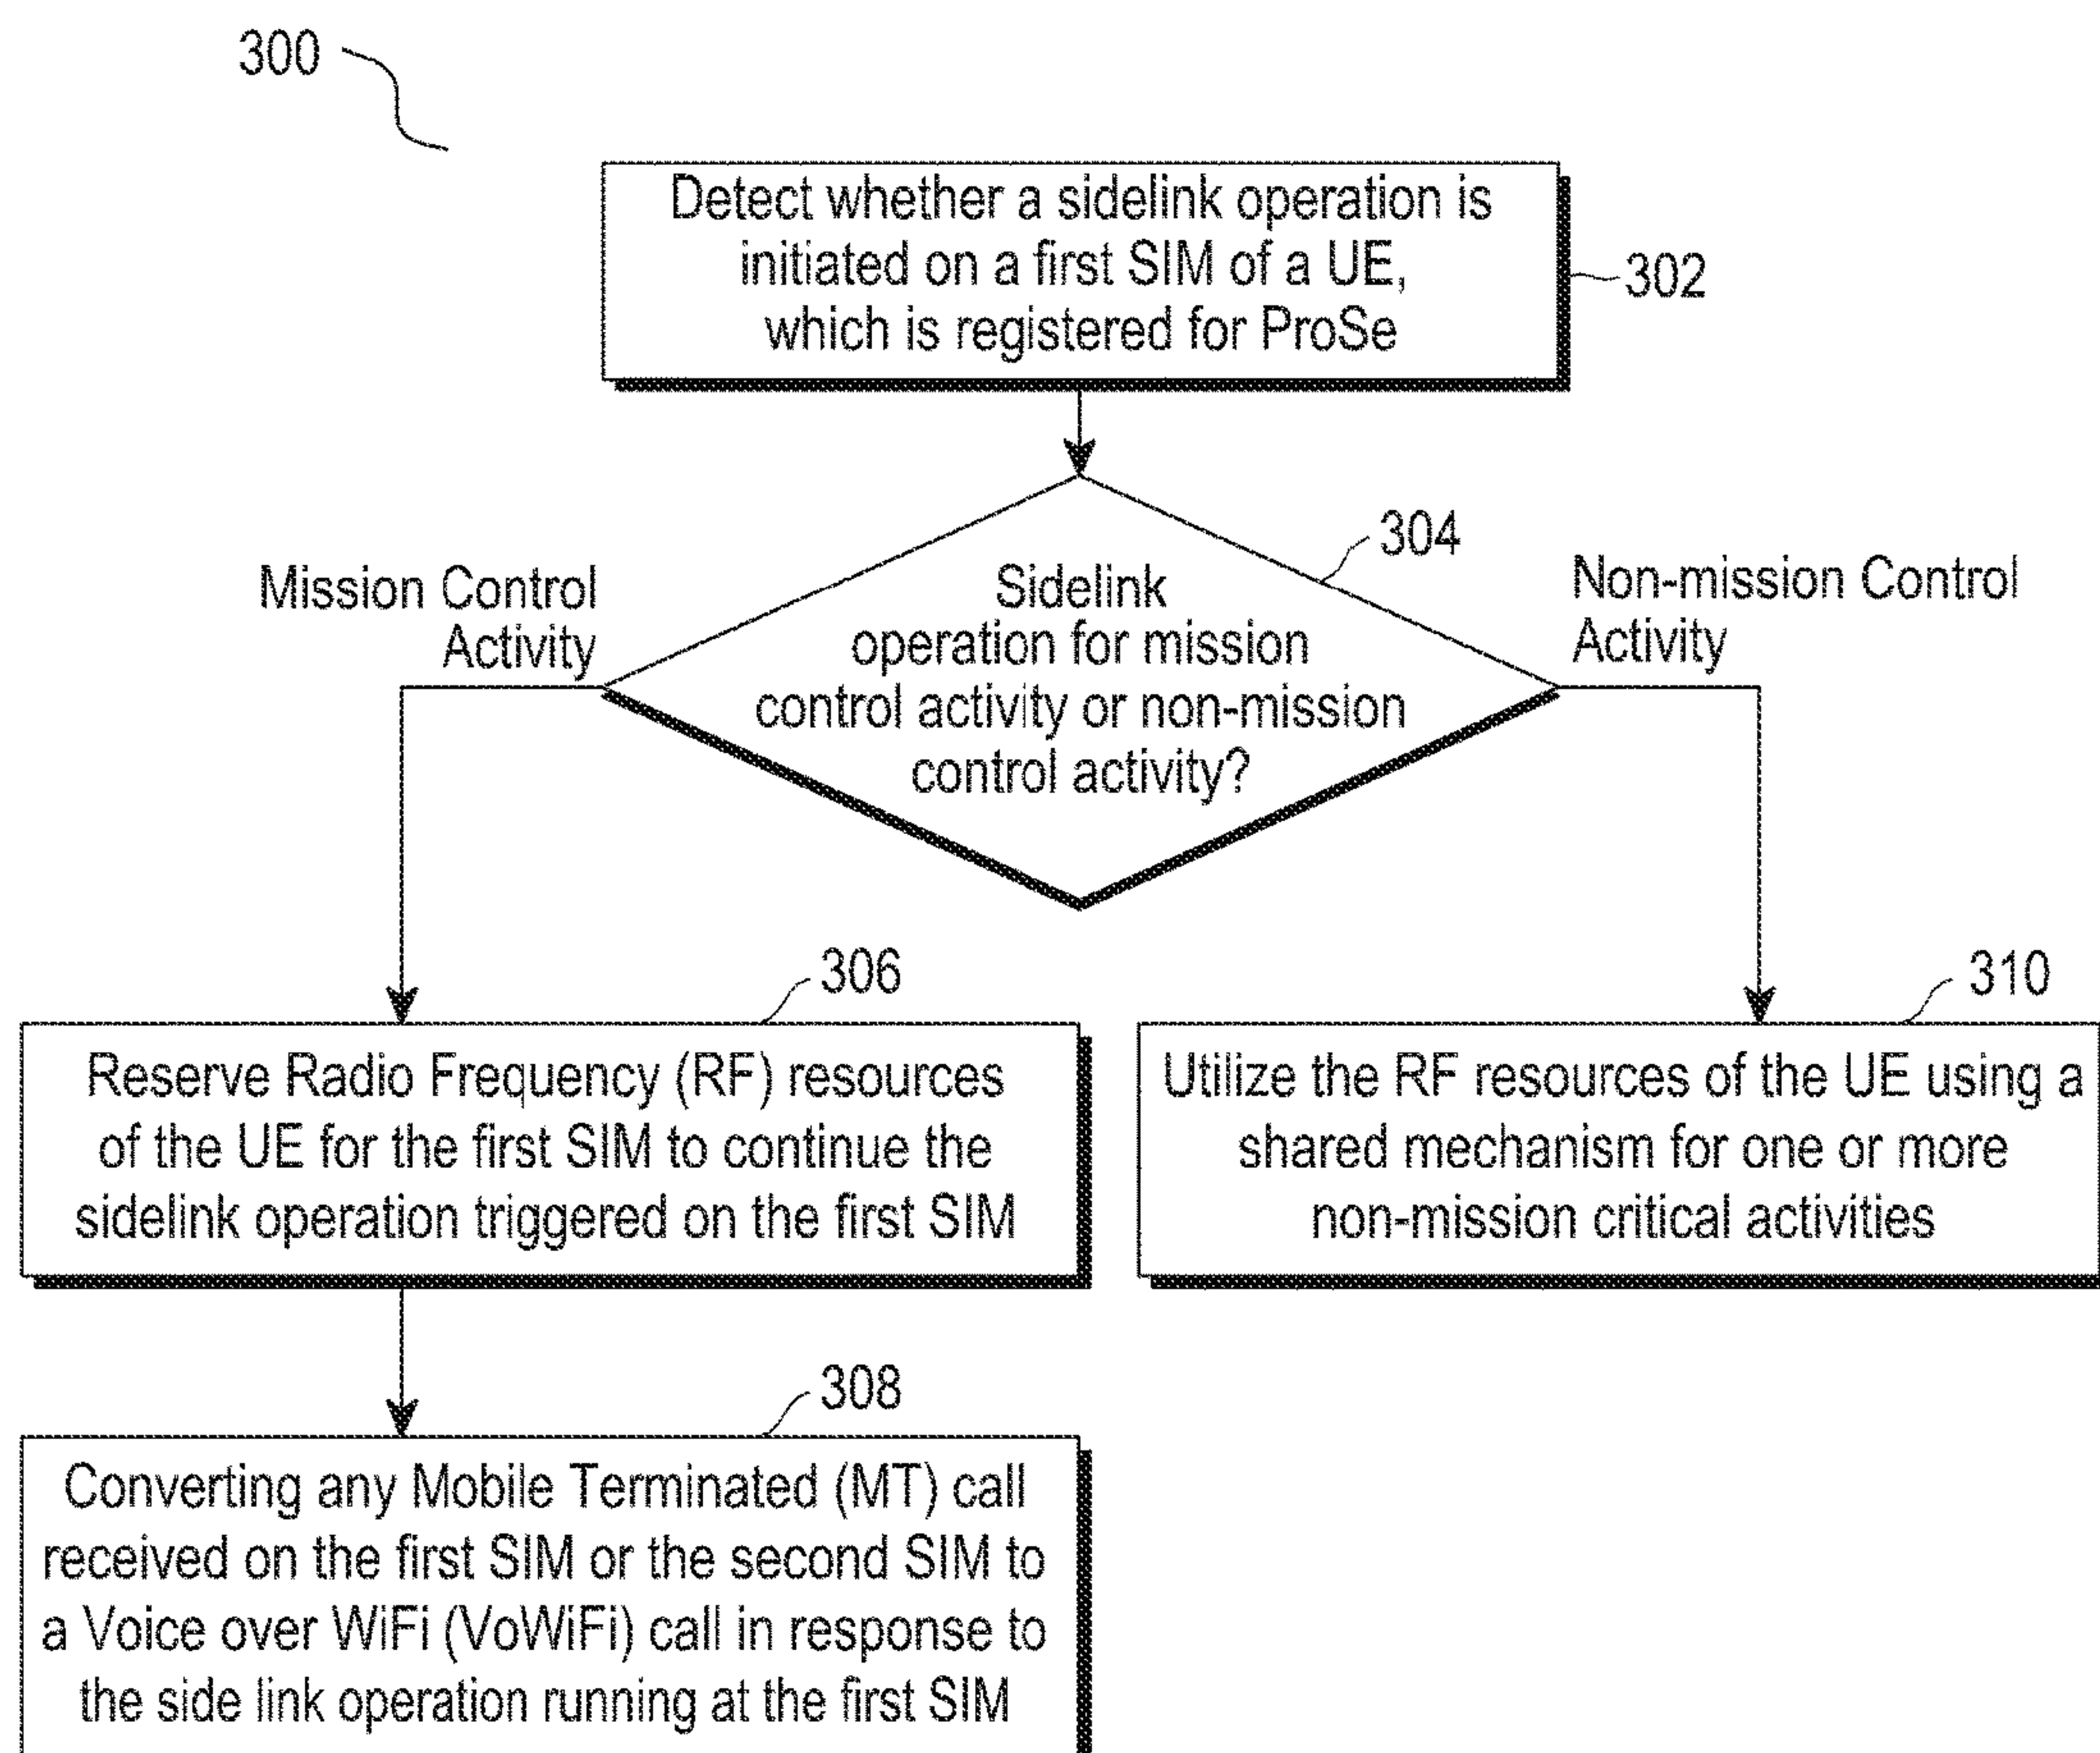 300
Detect whether a sidelink operation is
initiated on a first SIM of a UE,
which is registered for ProSe
302
304
Mission Control
Activity
Sidelink
operation for mission
control activity or non-mission
control activity?
Non-mission Control
Activity
306
Reserve Radio Frequency (RF) resources
of the UE for the first SIM to continue the
sidelink operation triggered on the first SIM
310
Utilize the RF resources of the UE using a
shared mechanism for one or more
non-mission critical activities
308
Converting any Mobile Terminated (MT) call
received on the first SIM or the second SIM to
a Voice over WiFi (VoWiFi) call in response to
the side link operation running at the first SIM